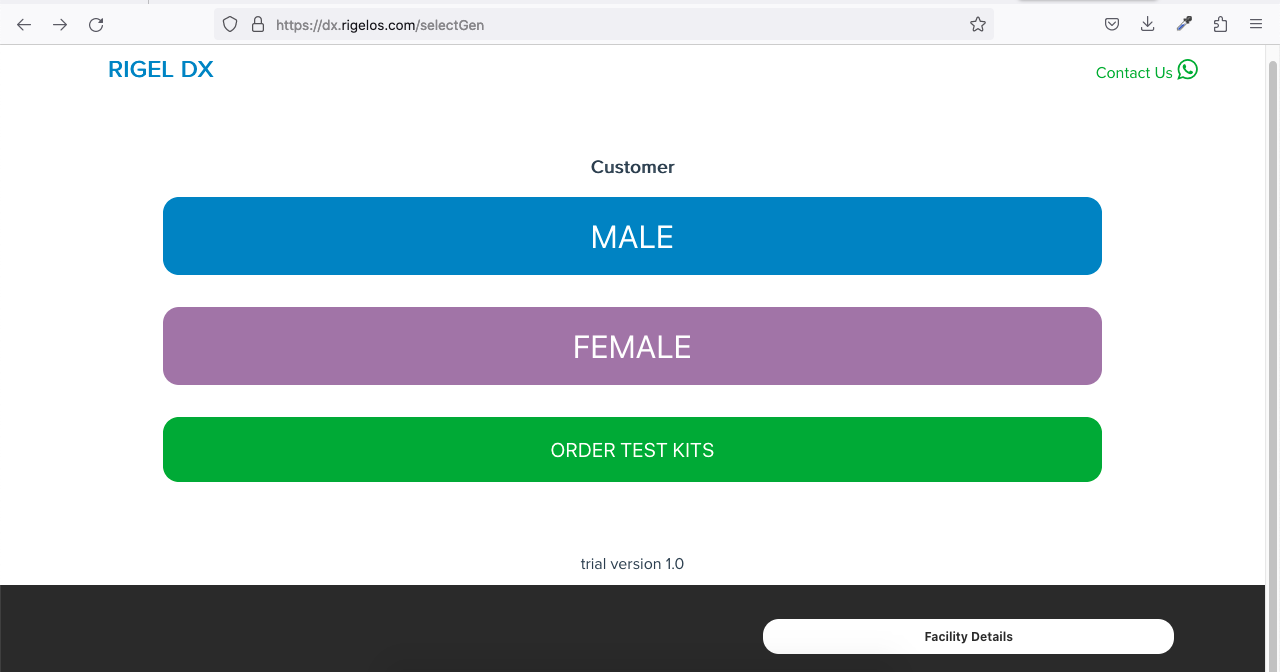 https://dx.rigelos.com/selectGen
RIGEL DX
Contact Us
Customer
MALE
FEMALE
ORDER TEST KITS
trial version 1.0
Facility Details